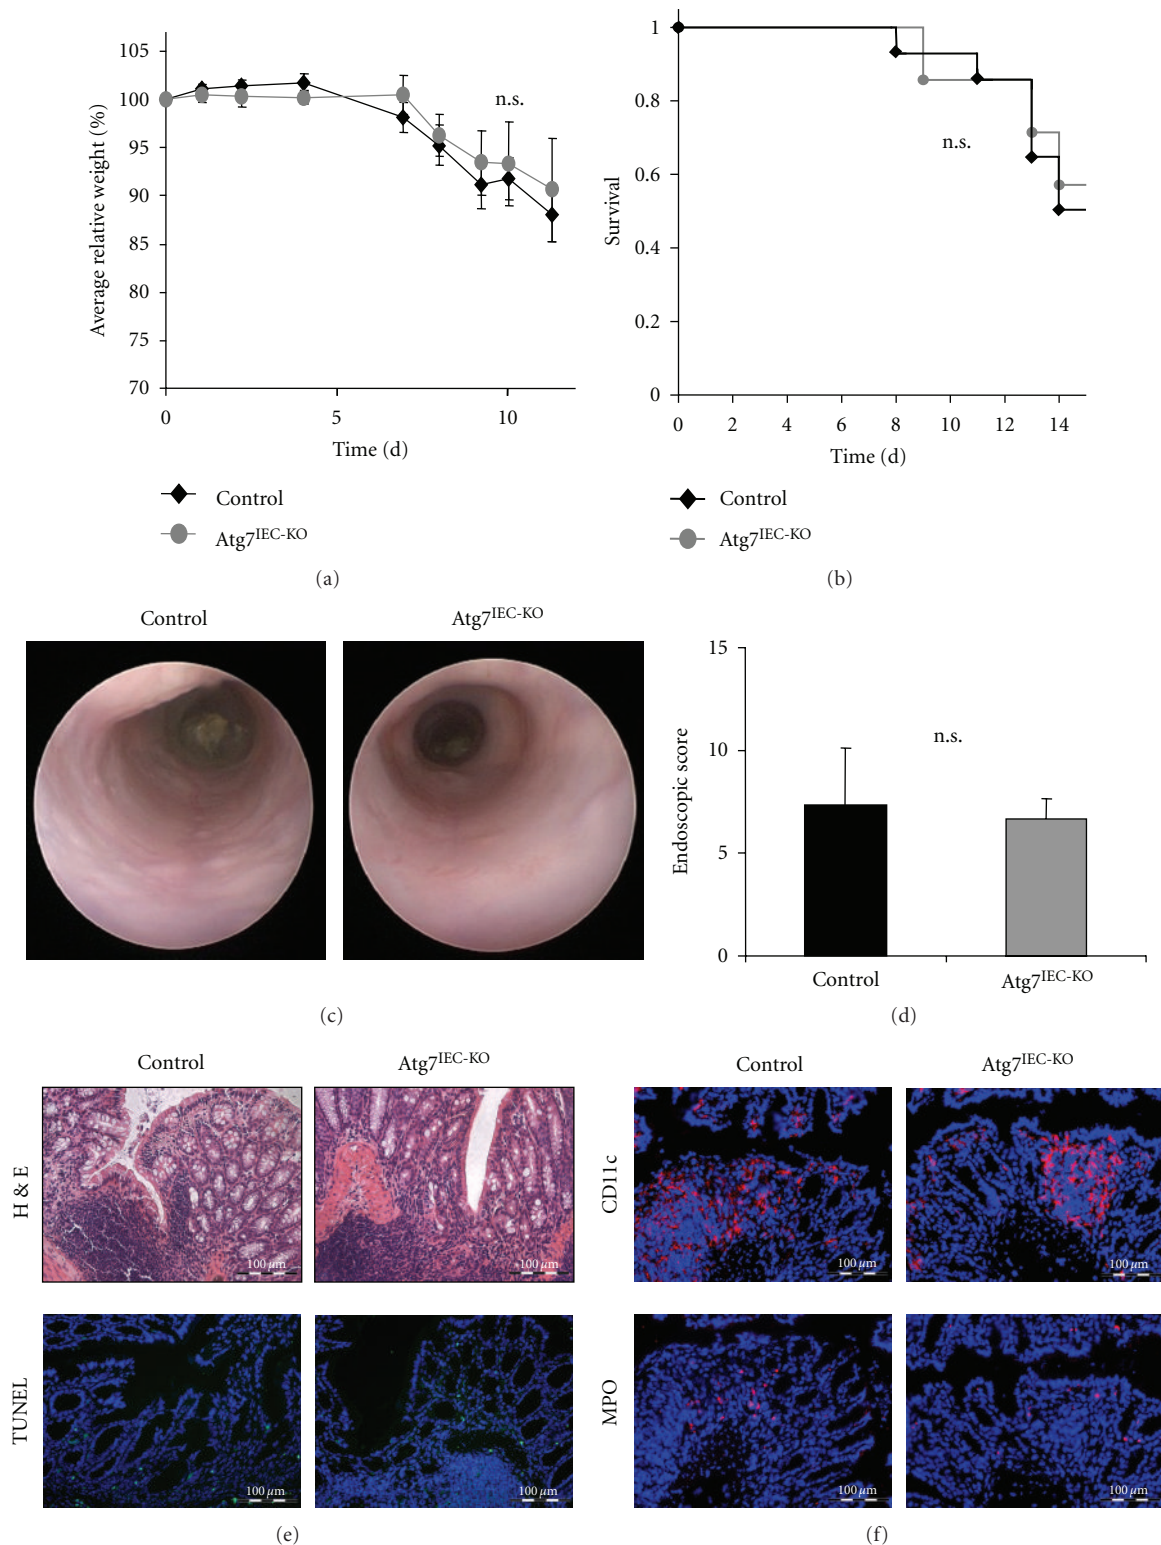 105
100
95
90
85
80
75
70
0
5
10
Average relative weight (%)
Time (d)
n.s.
Control
Atg7IEC-KO
(a)
1
0.8
0.6
0.4
0.2
0
0 2 4 6 8 10 12 14
Survival
Time (d)
n.s.
Control
Atg7IEC-KO
(b)
Control
Atg7IEC-KO
(c)
15
10
5
0
Endoscopic score
n.s.
Control
Atg7IEC-KO
(d)
Control
Atg7IEC-KO
H & E
100 µm
100 µm
TUNEL
100 µm
100 µm
(e)
Control
Atg7IEC-KO
CD11c
100 µm
100 µm
MPO
100 µm
100 µm
(f)